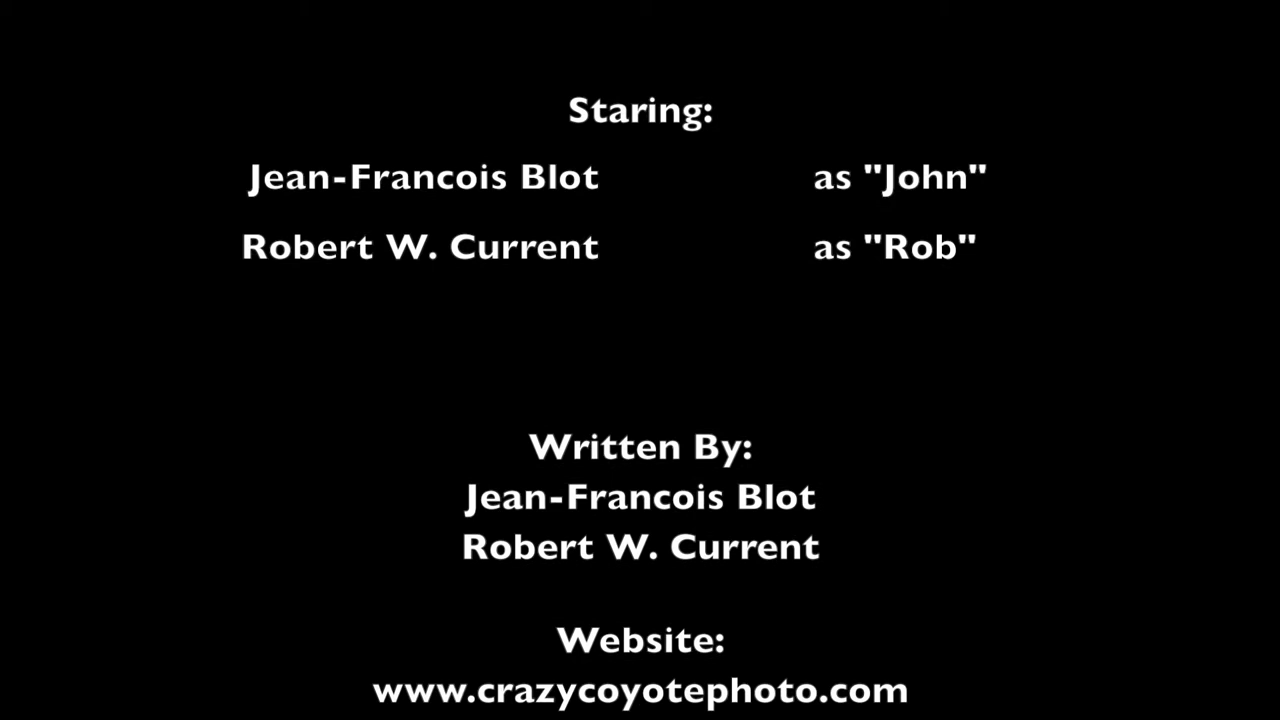 Staring:
Jean-Francois Blot as "John"
Robert W. Current as "Rob"
Written By:
Jean-Francois Blot
Robert W. Current
Website:
www.crazycoyotephoto.com